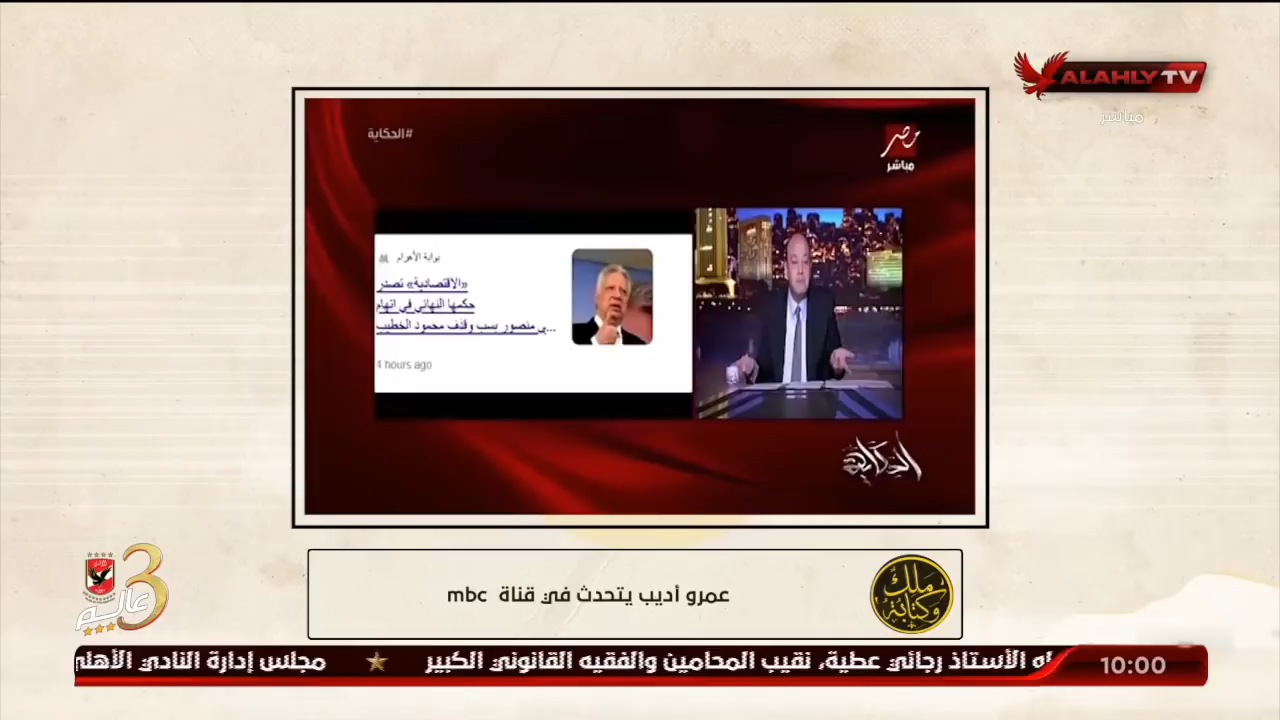 ALAHLY TV
مباشر
#الحكاية
مصر
مباشر
بوابة الأهرام
«الاقتصادية» تصدر
حكمها النهائي في اتهام
...ي منصور بسب وقذف محمود الخطيب
4 hours ago
الحكاية
3
عالم
عمرو أديب يتحدث في قناة mbc
ملك وكتابة
الأستاذ رجائي عطية، نقيب المحامين والفقيه القانوني الكبير ★ مجلس إدارة النادي
10:00